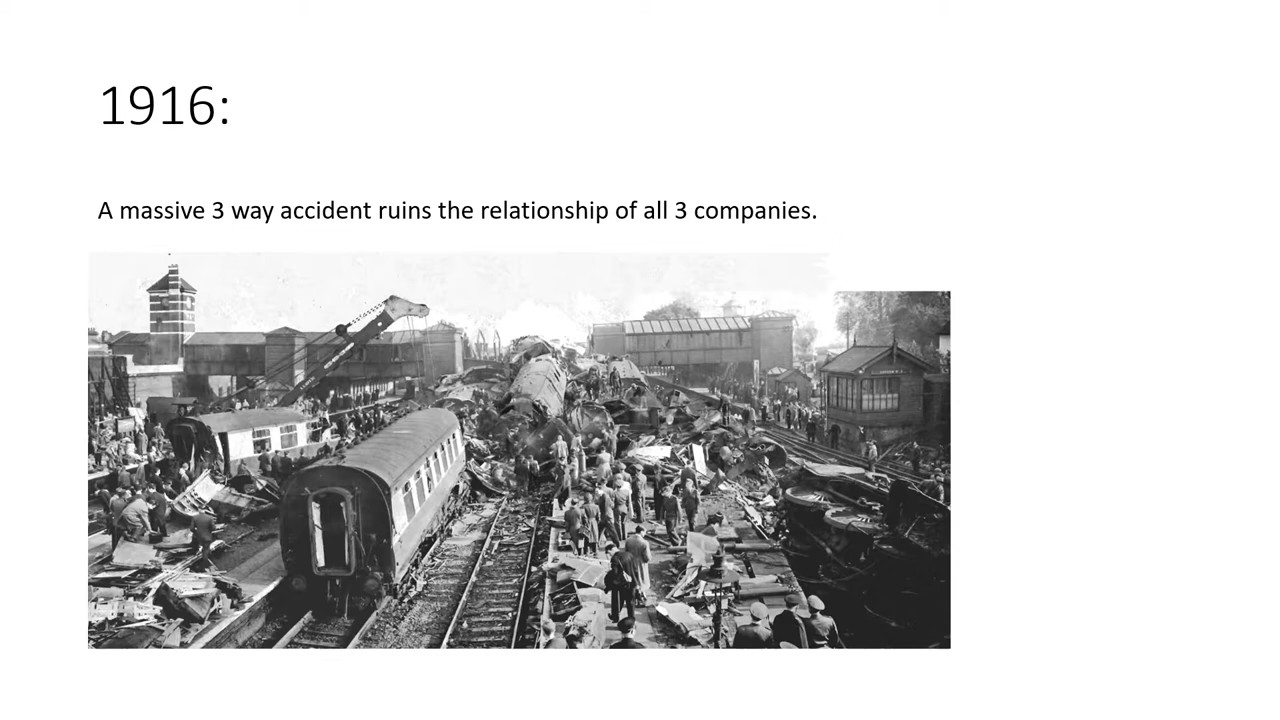 1916:
A massive 3 way accident ruins the relationship of all 3 companies.